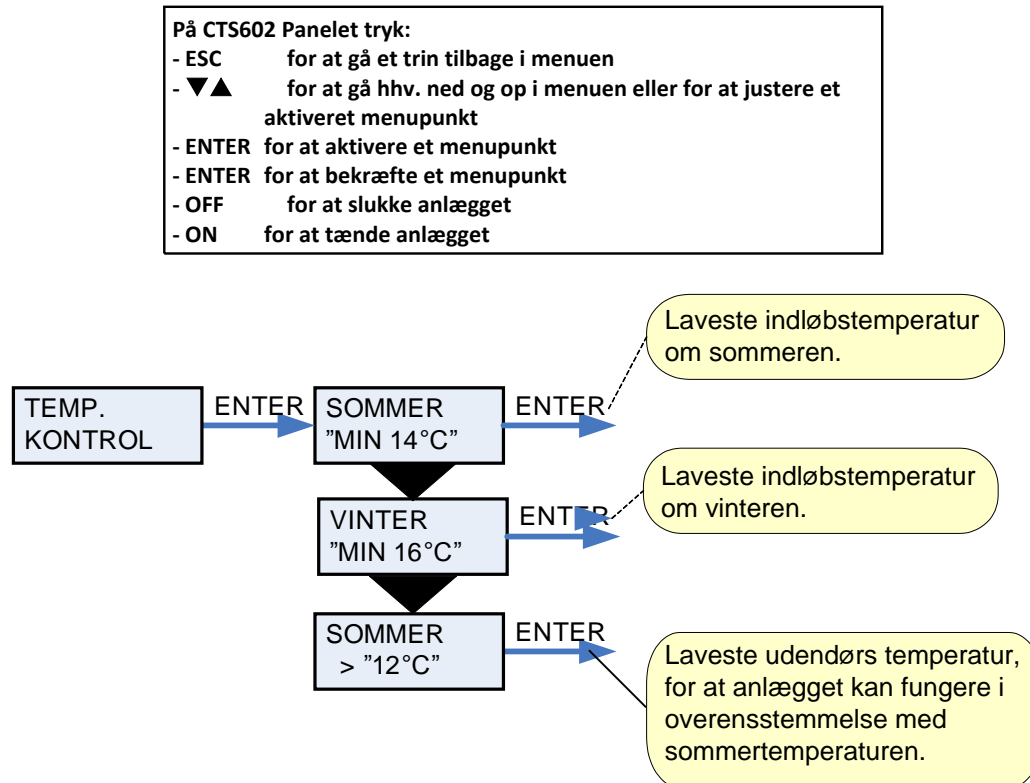 På CTS602 Panelet tryk:
- ESC for at gå et trin tilbage i menuen
- ▼▲ for at gå hhv. ned og op i menuen eller for at justere et
aktiveret menupunkt
- ENTER for at aktivere et menupunkt
- ENTER for at bekræfte et menupunkt
- OFF for at slukke anlægget
- ON for at tænde anlægget
Laveste indløbstemperatur
om sommeren.
TEMP.
KONTROL
ENTER
SOMMER
"MIN 14°C"
ENTER
Laveste indløbstemperatur
om vinteren.
VINTER
"MIN 16°C"
ENTER
SOMMER
> "12°C"
ENTER
Laveste udendørs temperatur,
for at anlægget kan fungere i
overensstemmelse med
sommertemperaturen.